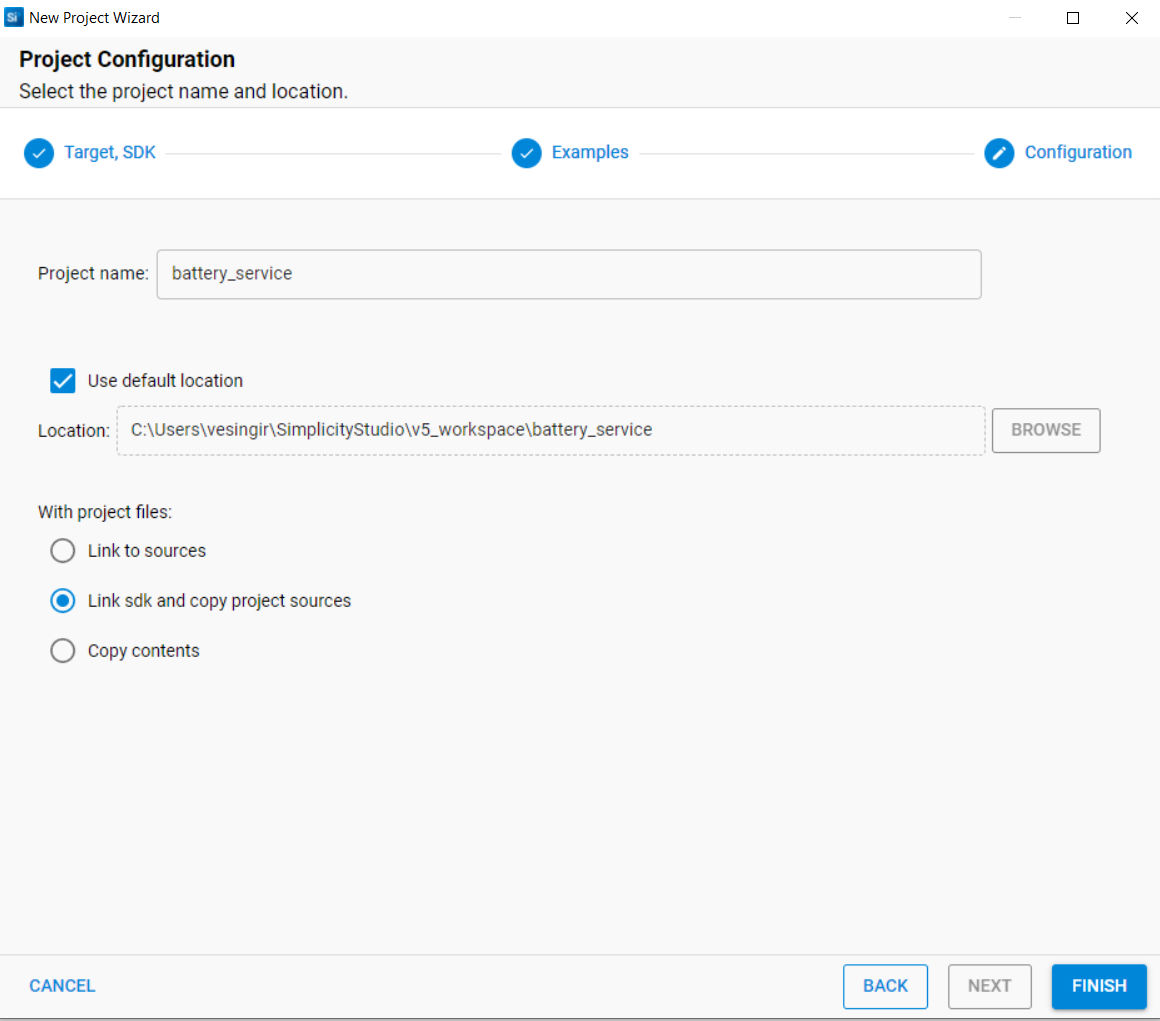 Si New Project Wizard
Project Configuration
Select the project name and location.
Target, SDK Examples Configuration
Project name: battery_service
Use default location
Location: C:\Users\vesingir\SimplicityStudio\v5_workspace\battery_service BROWSE
With project files:
Link to sources
Link sdk and copy project sources
Copy contents
CANCEL BACK NEXT FINISH